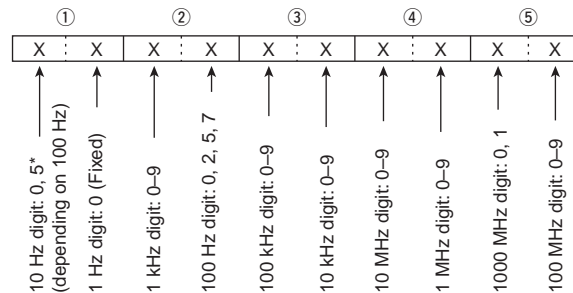 ① ② ③ ④ ⑤
X X X X X X X X X X
10 Hz digit: 0, 5*
(depending on 100 Hz)
1 Hz digit: 0 (Fixed)
1 kHz digit: 0–9
100 Hz digit: 0, 2, 5, 7
100 kHz digit: 0–9
10 kHz digit: 0–9
10 MHz digit: 0–9
1 MHz digit: 0–9
1000 MHz digit: 0, 1
100 MHz digit: 0–9